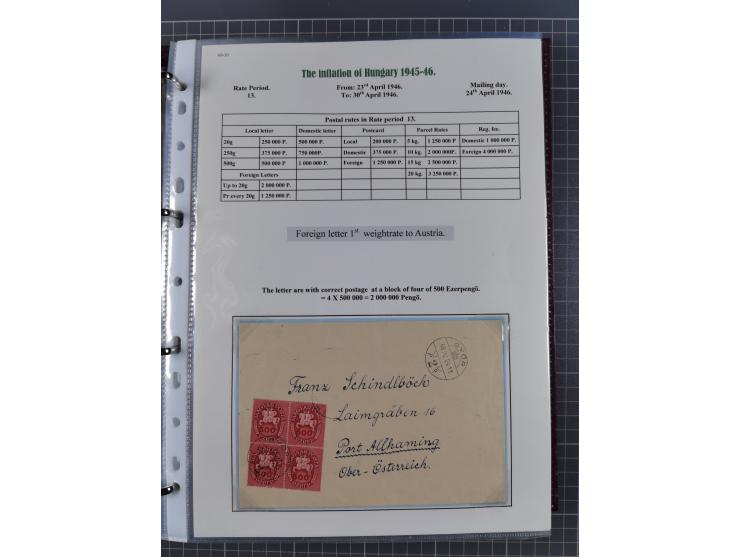 The inflation of Hungary 1945-46.
Rate Period.
13.
From: 23rd April 1946.
To: 30th April 1946.
Mailing day.
24th April 1946.
Postal rates in Rate period 13.
Local letter Domestic letter Postcard Parcel Rates Reg. fee.
20g 250 000 P. 500 000 P. Local 200 000 P. 5 kg. 1 250 000 P Domestic 1 000 000 P.
250g 375 000 P. 750 000P. Domestic 375 000 P. 10 kg. 2 000 000P. Foreign 4 000 000 P.
500g 500 000 P 1 000 000 P. Foreign 1 250 000 P. 15 kg 2 500 000 P.
Foreign Letters 20 kg. 3 250 000 P.
Up to 20g 2 000 000 P.
Pr every 20g 1 250 000 P.
Foreign letter 1st weightrate to Austria.
The letter are with correct postage at a block of four of 500 Ezerpengö.
= 4 X 500 000 = 2 000 000 Pengö.
Franz Schindlböck
Laimgräben 16
Port Allhaming
Ober-Österreich.
500 500
500 500